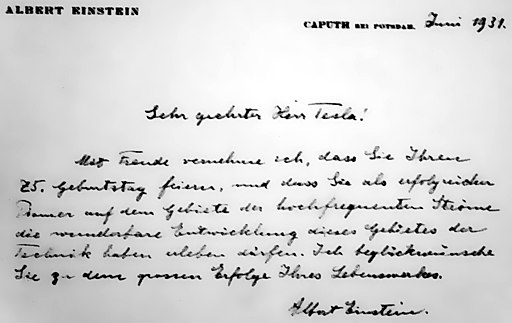 ALBERT EINSTEIN
CAPUTH BEI POTSDAM. Juni 1931.
Sehr geehrter Herr Tesla!
Mit Freude vernehme ich, dass Sie Ihren
75. Geburtstag feiern, und dass Sie als erfolgreicher
Pionier auf dem Gebiete der hochfrequenten Ströme
die wunderbare Entwicklung dieses Gebietes der
Technik haben erleben dürfen. Ich beglückwünsche
Sie zu dem grossen Erfolge Ihres Lebenswerkes.
Albert Einstein.